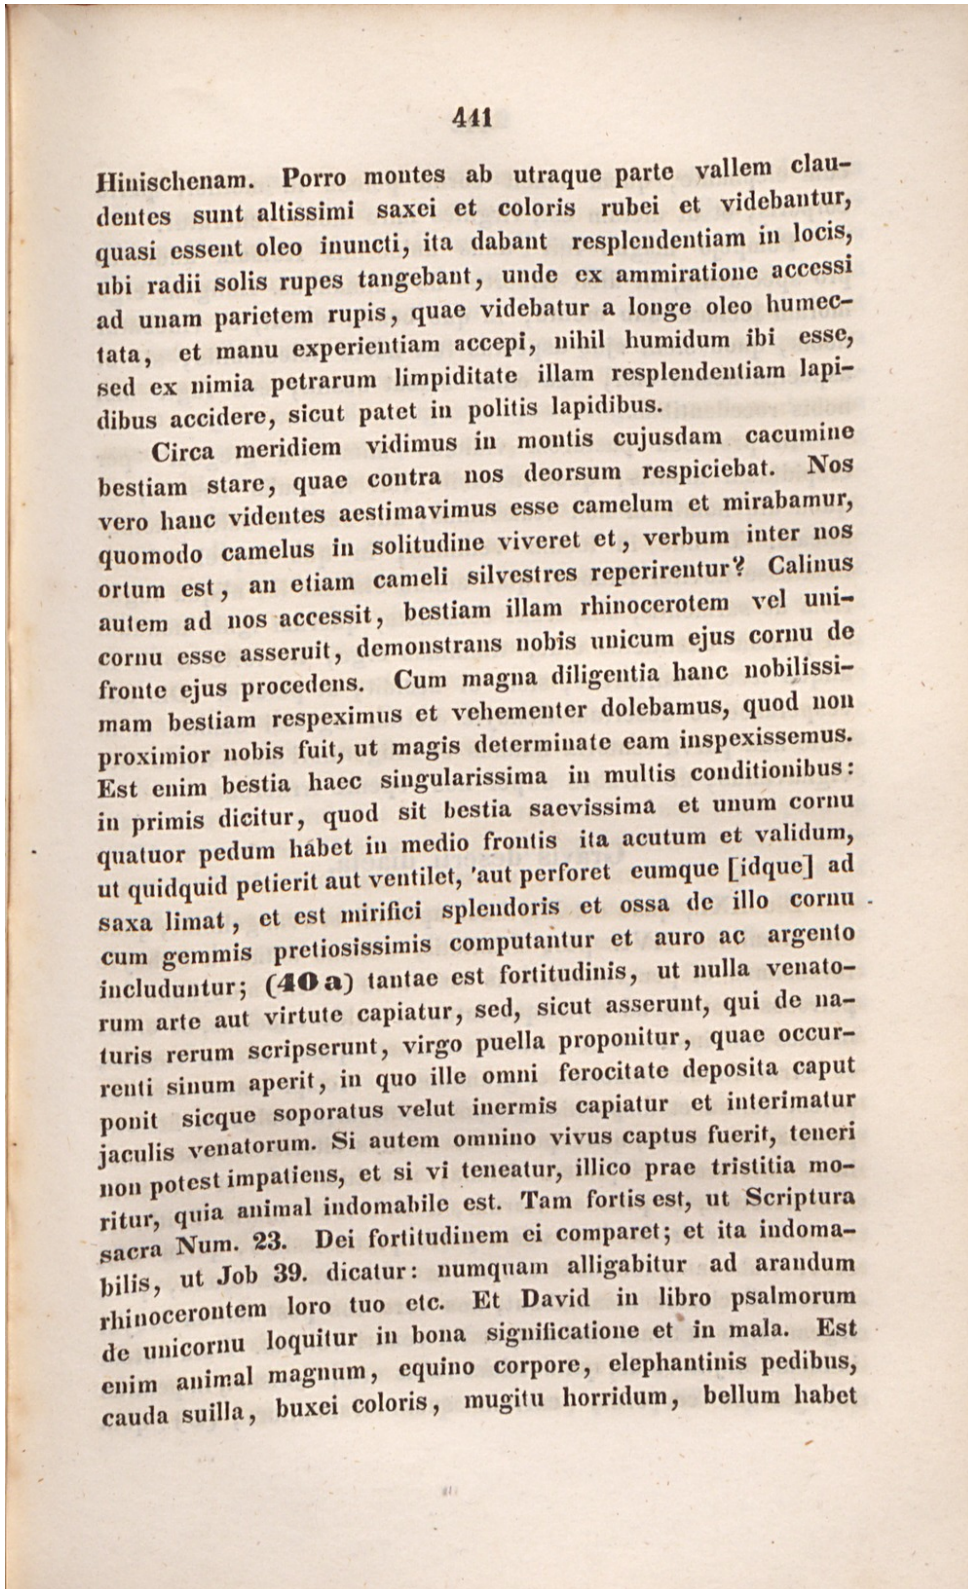 441
Hinischenam. Porro montes ab utraque parte vallem clau-
dentes sunt altissimi saxei et coloris rubei et videbantur,
quasi essent oleo inuncti, ita dabant resplendentiam in locis,
ubi radii solis rupes tangebant, unde ex ammiratione accessi
ad unam parietem rupis, quae videbatur a longe oleo humec-
tata, et manu experientiam accepi, nihil humidum ibi esse,
sed ex nimia petrarum limpiditate illam resplendentiam lapi-
dibus accidere, sicut patet in politis lapidibus.
Circa meridiem vidimus in montis cujusdam cacumine
bestiam stare, quae contra nos deorsum respiciebat. Nos
vero hanc videntes aestimavimus esse camelum et mirabamur,
quomodo camelus in solitudine viveret et, verbum inter nos
ortum est, an etiam cameli silvestres reperirentur? Calinus
autem ad nos accessit, bestiam illam rhinocerotem vel uni-
cornu esse asseruit, demonstrans nobis unicum ejus cornu de
fronte ejus procedens. Cum magna diligentia hanc nobilissi-
mam bestiam respeximus et vehementer dolebamus, quod non
proximior nobis fuit, ut magis determinate eam inspexissemus.
Est enim bestia haec singularissima in multis conditionibus:
in primis dicitur, quod sit bestia saevissima et unum cornu
quatuor pedum habet in medio frontis ita acutum et validum,
ut quidquid petierit aut ventilet, 'aut perforet eumque [idque] ad
saxa limat, et est mirifici splendoris et ossa de illo cornu
cum gemmis pretiosissimis computantur et auro ac argento
includuntur; (40 a) tantae est fortitudinis, ut nulla venato-
rum arte aut virtute capiatur, sed, sicut asserunt, qui de na-
turis rerum scripserunt, virgo puella proponitur, quae occur-
renti sinum aperit, in quo ille omni ferocitate deposita caput
ponit sicque soporatus velut inermis capiatur et interimatur
jaculis venatorum. Si autem omnino vivus captus fuerit, teneri
non potest impatiens, et si vi teneatur, illico prae tristitia mo-
ritur, quia animal indomabile est. Tam fortis est, ut Scriptura
sacra Num. 23. Dei fortitudinem ei comparet; et ita indoma-
bilis, ut Job 39. dicatur: numquam alligabitur ad arandum
rhinocerontem loro tuo etc. Et David in libro psalmorum
de unicornu loquitur in bona significatione et in mala. Est
enim animal magnum, equino corpore, elephantinis pedibus,
cauda suilla, buxei coloris, mugitu horridum, bellum habet